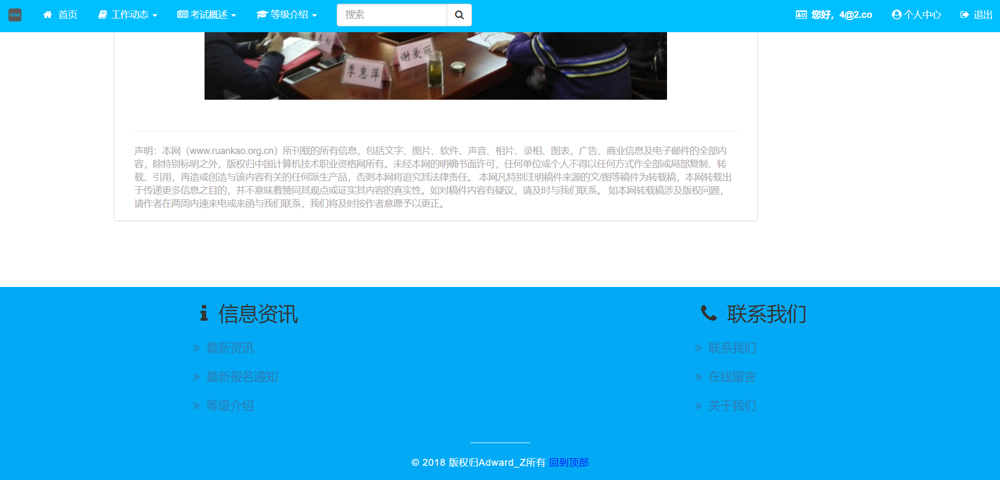 HTML 首页 工作动态 考试概述 等级介绍 搜索 您好，4@2.co 个人中心 退出
谢爱丽
季惠萍
声明：本网（www.ruankao.org.cn）所刊载的所有信息，包括文字、图片、软件、声音、相片、录相、图表，广告、商业信息及电子邮件的全部内
容，除特别标明之外，版权归中国计算机技术职业资格网所有。未经本网的明确书面许可，任何单位或个人不得以任何方式作全部或局部复制、转
载、引用，再造或创造与该内容有关的任何派生产品，否则本网将追究其法律责任。 本网凡特别注明稿件来源的文/图等稿件为转载稿，本网转载出
于传递更多信息之目的，并不意味着赞同其观点或证实其内容的真实性。如对稿件内容有疑议，请及时与我们联系。 如本网转载稿涉及版权问题，
请作者在两周内速来电或来函与我们联系，我们将及时按作者意愿予以更正。
信息资讯
最新资讯
最新报名通知
等级介绍
联系我们
联系我们
在线留言
关于我们
© 2018 版权归Adward_Z所有 回到顶部